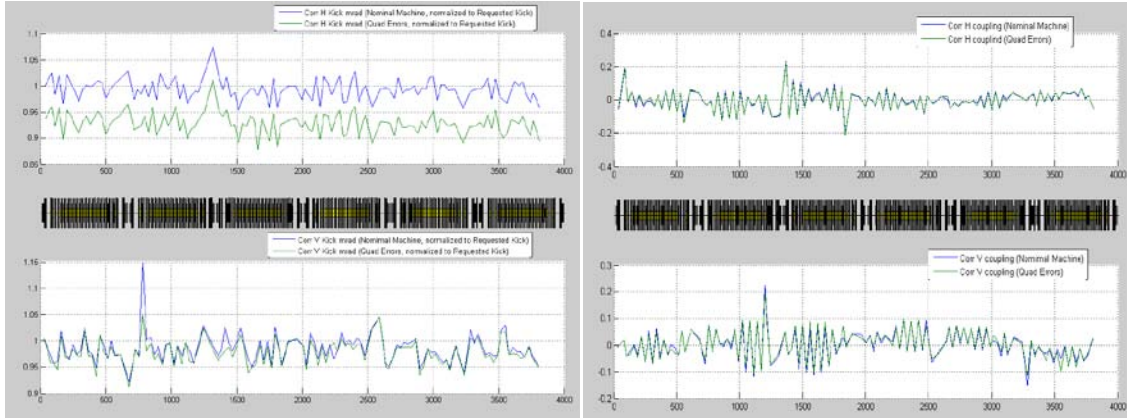 Corr H Kick mrad (Nominal Machine, normalized to Requested Kick)
Corr H Kick mrad (Quad Errors, normalized to Requested Kick)
1.1
1.05
1
0.95
0.9
0.85
0 500 1000 1500 2000 2500 3000 3500 4000
Corr V Kick mrad (Nominal Machine, normalized to Requested Kick)
Corr V Kick mrad (Quad Errors, normalized to Requested Kick)
1.15
1.1
1.05
1
0.95
0.9
0 500 1000 1500 2000 2500 3000 3500 4000
Corr H coupling (Nominal Machine)
Corr H couplind (Quad Errors)
0.4
0.2
0
-0.2
-0.4
0 500 1000 1500 2000 2500 3000 3500 4000
Corr V coupling (Nominal Machine)
Corr V coupling (Quad Errors)
0.3
0.2
0.1
0
-0.1
-0.2
0 500 1000 1500 2000 2500 3000 3500 4000